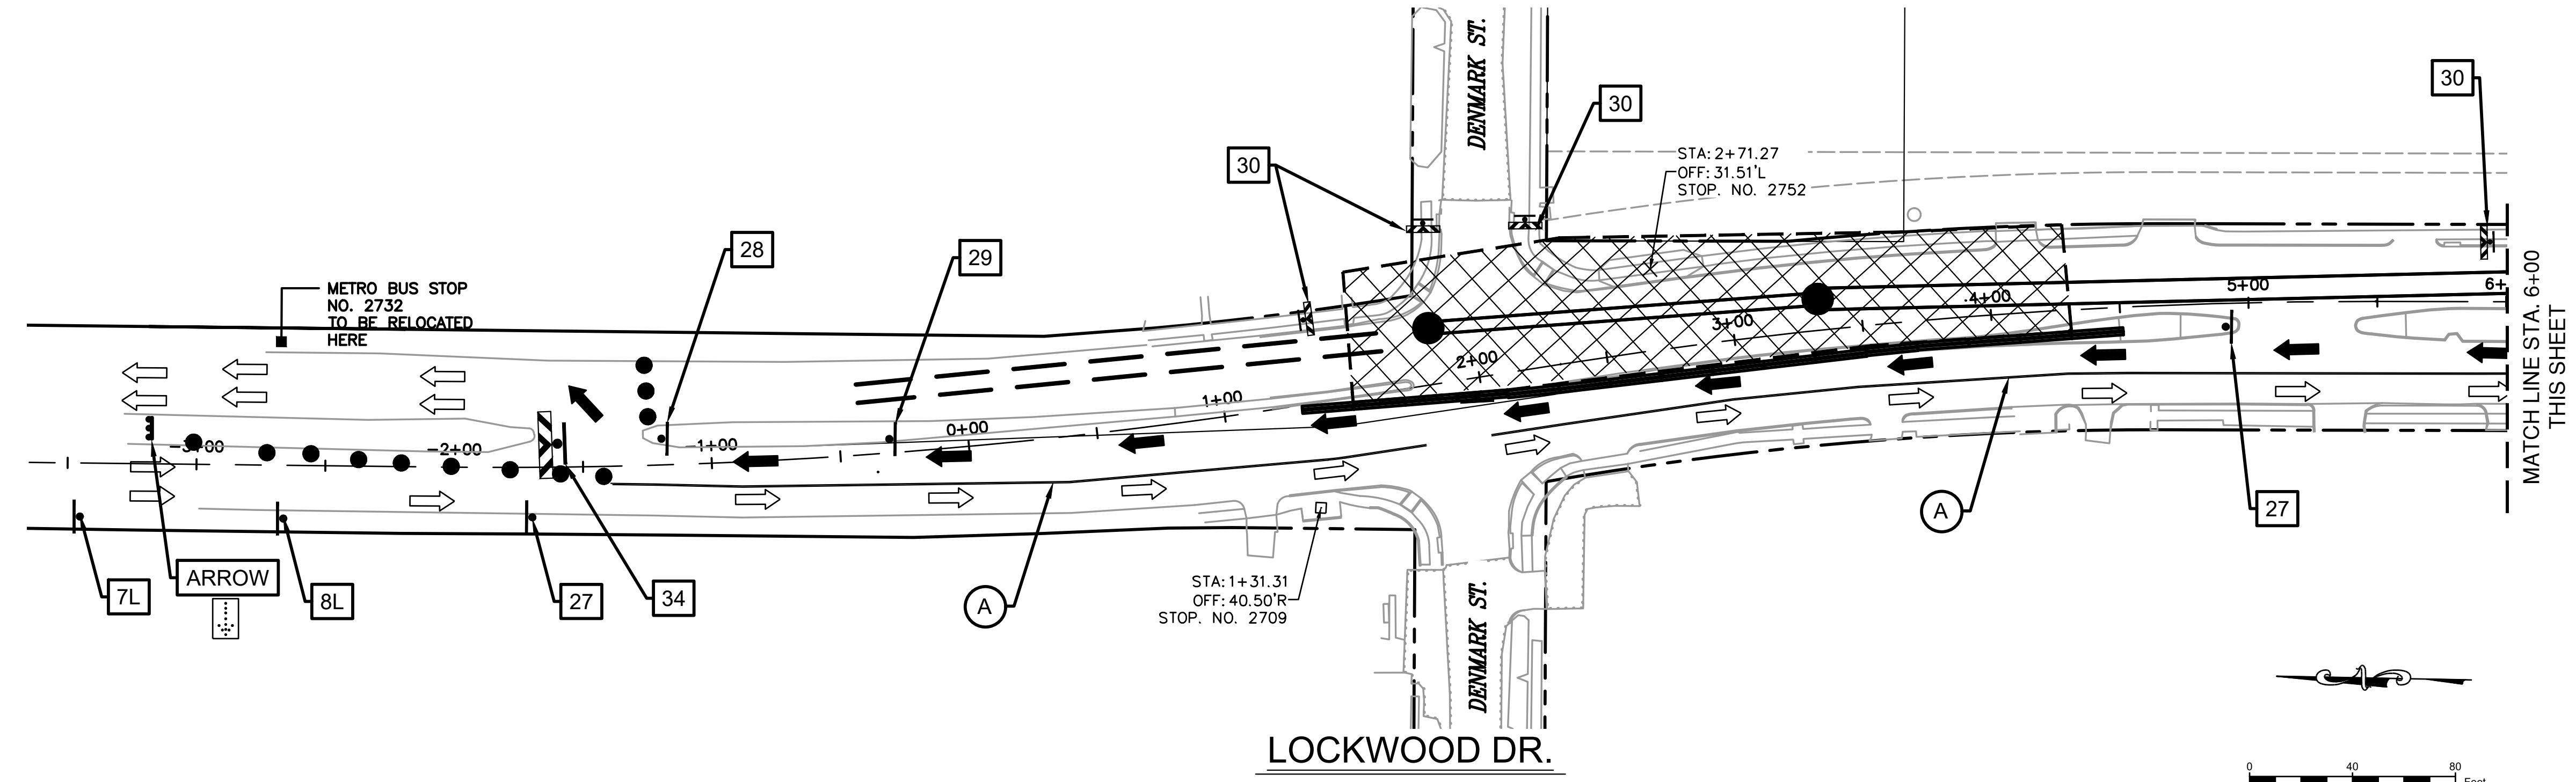 DENMARK ST.
30
30
30
STA: 2+71.27
OFF: 31.51'L
STOP. NO. 2752
28
29
METRO BUS STOP
NO. 2732
TO BE RELOCATED
HERE
-3+00
-2+00
-1+00
0+00
1+00
2+00
3+00
4+00
5+00
6+
MATCH LINE STA. 6+00
THIS SHEET
7L
ARROW
8L
27
34
A
STA: 1+31.31
OFF: 40.50'R
STOP. NO. 2709
A
27
DENMARK ST.
LOCKWOOD DR.
0 40 80
Feet